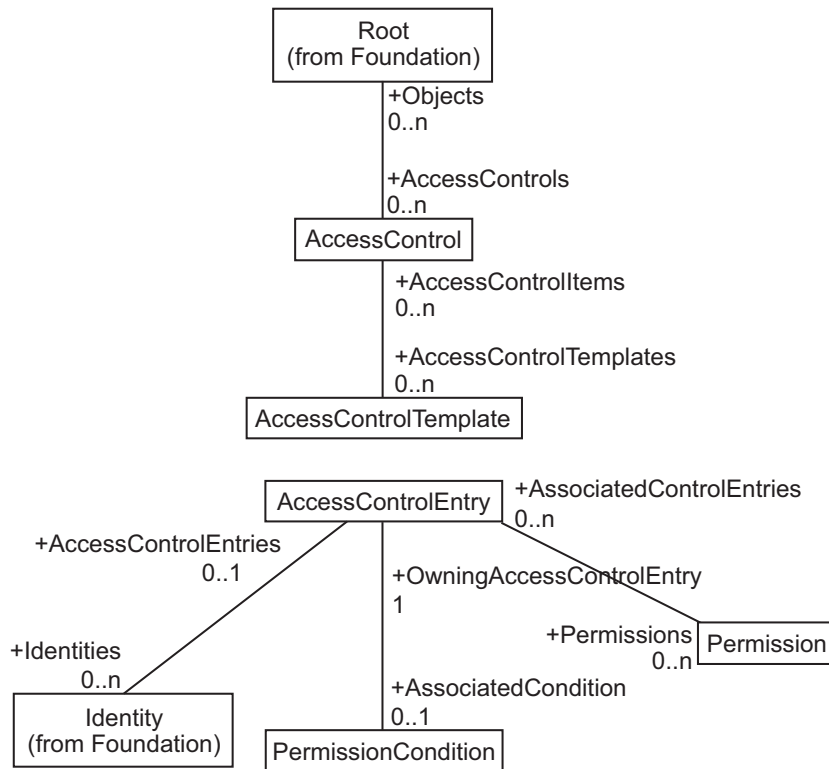 Root
(from Foundation)
+Objects
0..n
+AccessControls
0..n
AccessControl
+AccessControlItems
0..n
+AccessControlTemplates
0..n
AccessControlTemplate
AccessControlEntry
+AssociatedControlEntries
0..n
+AccessControlEntries
0..1
+OwningAccessControlEntry
1
+Permissions
0..n
Permission
+Identities
0..n
+AssociatedCondition
0..1
Identity
(from Foundation)
PermissionCondition